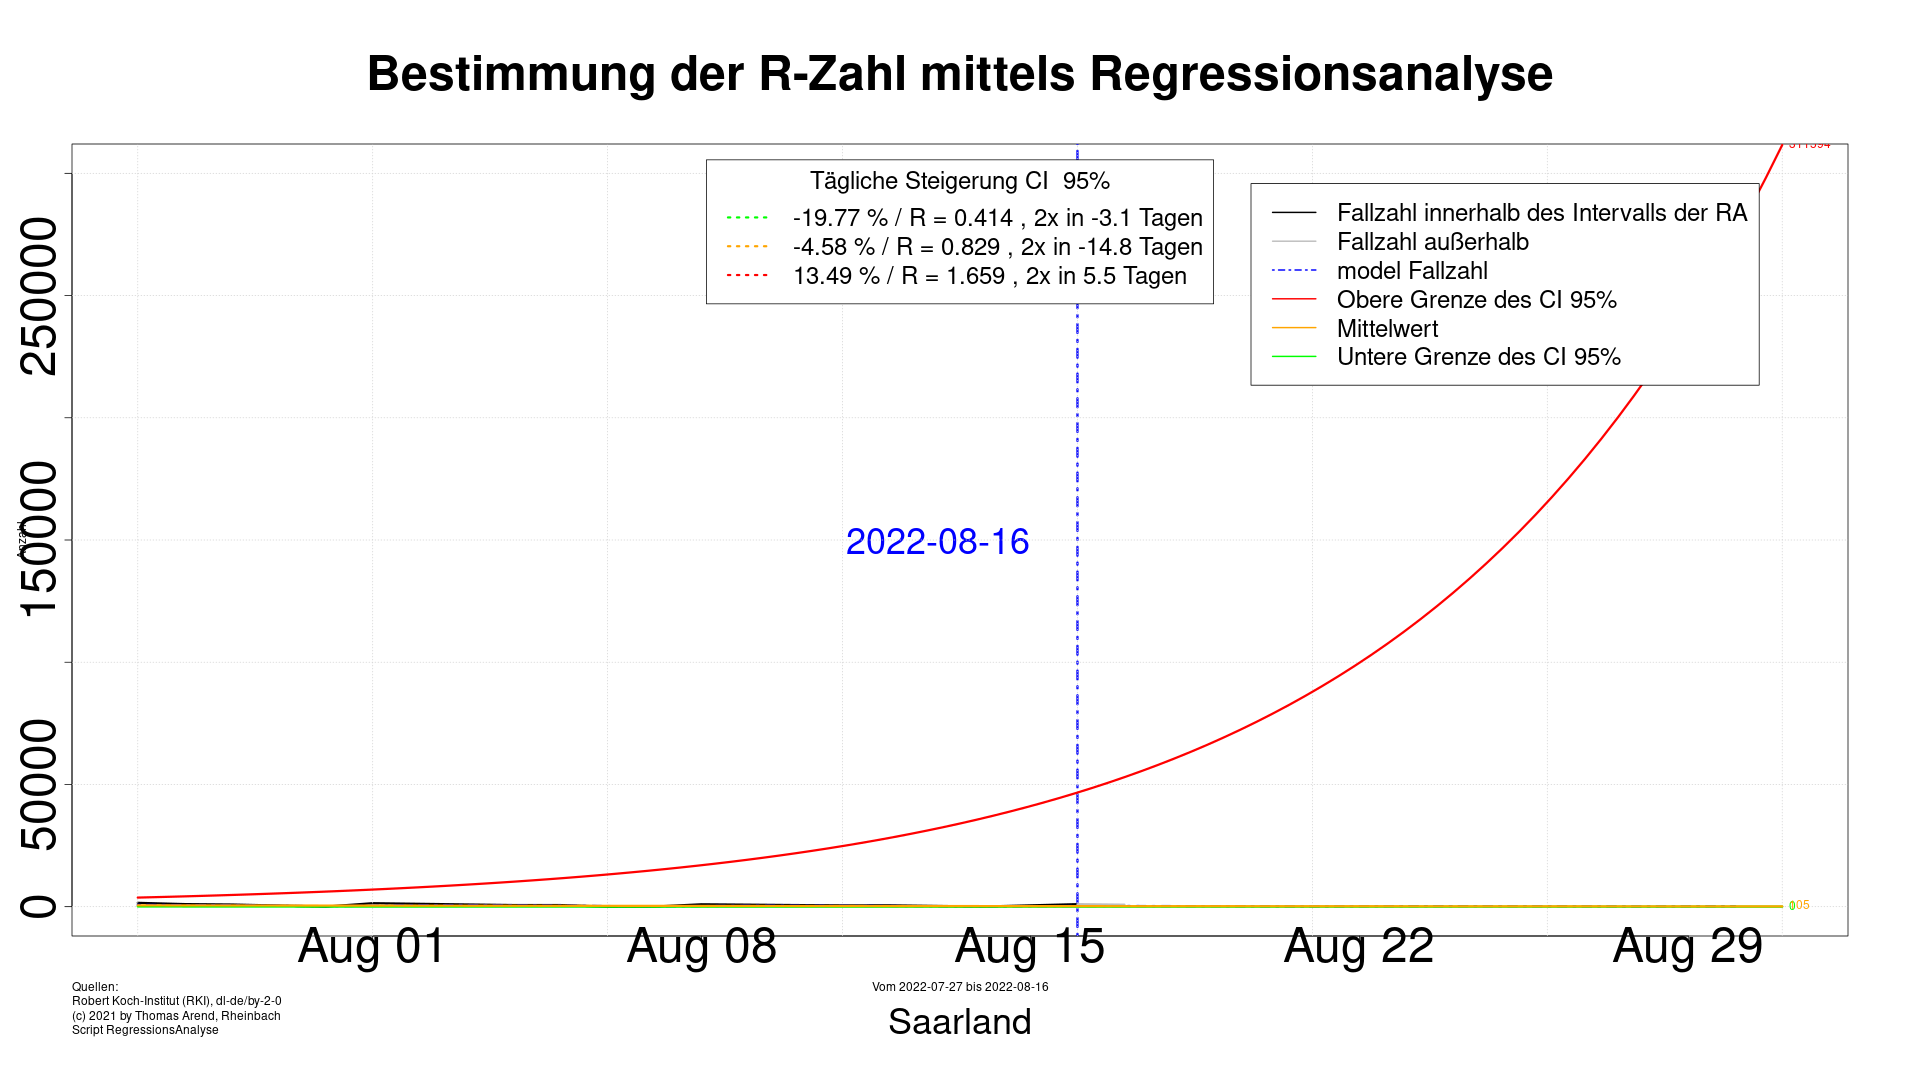 Bestimmung der R-Zahl mittels Regressionsanalyse
Tägliche Steigerung CI 95%
-19.77 % / R = 0.414 , 2x in -3.1 Tagen
-4.58 % / R = 0.829 , 2x in -14.8 Tagen
13.49 % / R = 1.659 , 2x in 5.5 Tagen
Fallzahl innerhalb des Intervalls der RA
Fallzahl außerhalb
model Fallzahl
Obere Grenze des CI 95%
Mittelwert
Untere Grenze des CI 95%
250000
150000
50000
0
Anzahl
2022-08-16
105
0
Aug 01
Aug 08
Aug 15
Aug 22
Aug 29
Quellen:
Robert Koch-Institut (RKI), dl-de/by-2-0
(c) 2021 by Thomas Arend, Rheinbach
Script RegressionsAnalyse
Vom 2022-07-27 bis 2022-08-16
Saarland